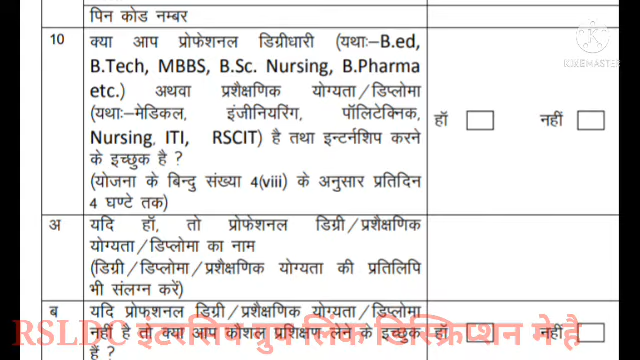 पिन कोड नम्बर
10 क्या आप प्रोफेशनल डिग्रीधारी (यथाः–B.ed,
B.Tech, MBBS, B.Sc. Nursing, B.Pharma
etc.) अथवा प्रशैक्षणिक योग्यता/डिप्लोमा
(यथाः–मेडिकल, इंजीनियरिंग, पॉलिटेक्निक,
Nursing, ITI, RSCIT) है तथा इन्टर्नशिप करने
के इच्छुक है ?
(योजना के बिन्दु संख्या 4(viii) के अनुसार प्रतिदिन
4 घण्टे तक)
हॉ नहीं
KINEMASTER
अ यदि हॉ, तो प्रोफेशनल डिग्री/प्रशैक्षणिक
योग्यता/डिप्लोमा का नाम
(डिग्री/डिप्लोमा/प्रशैक्षणिक योग्यता की प्रतिलिपि
भी संलग्न करें)
ब यदि प्रोफेशनल डिग्री/प्रशैक्षणिक योग्यता/डिप्लोमा
नहीं है तो क्या आप कौशल प्रशिक्षण लेने के इच्छुक
हैं ?
हॉ नहीं
RSLDC इंटरसिप ग्रुप लिंक डिस्क्रिप्शन मे है